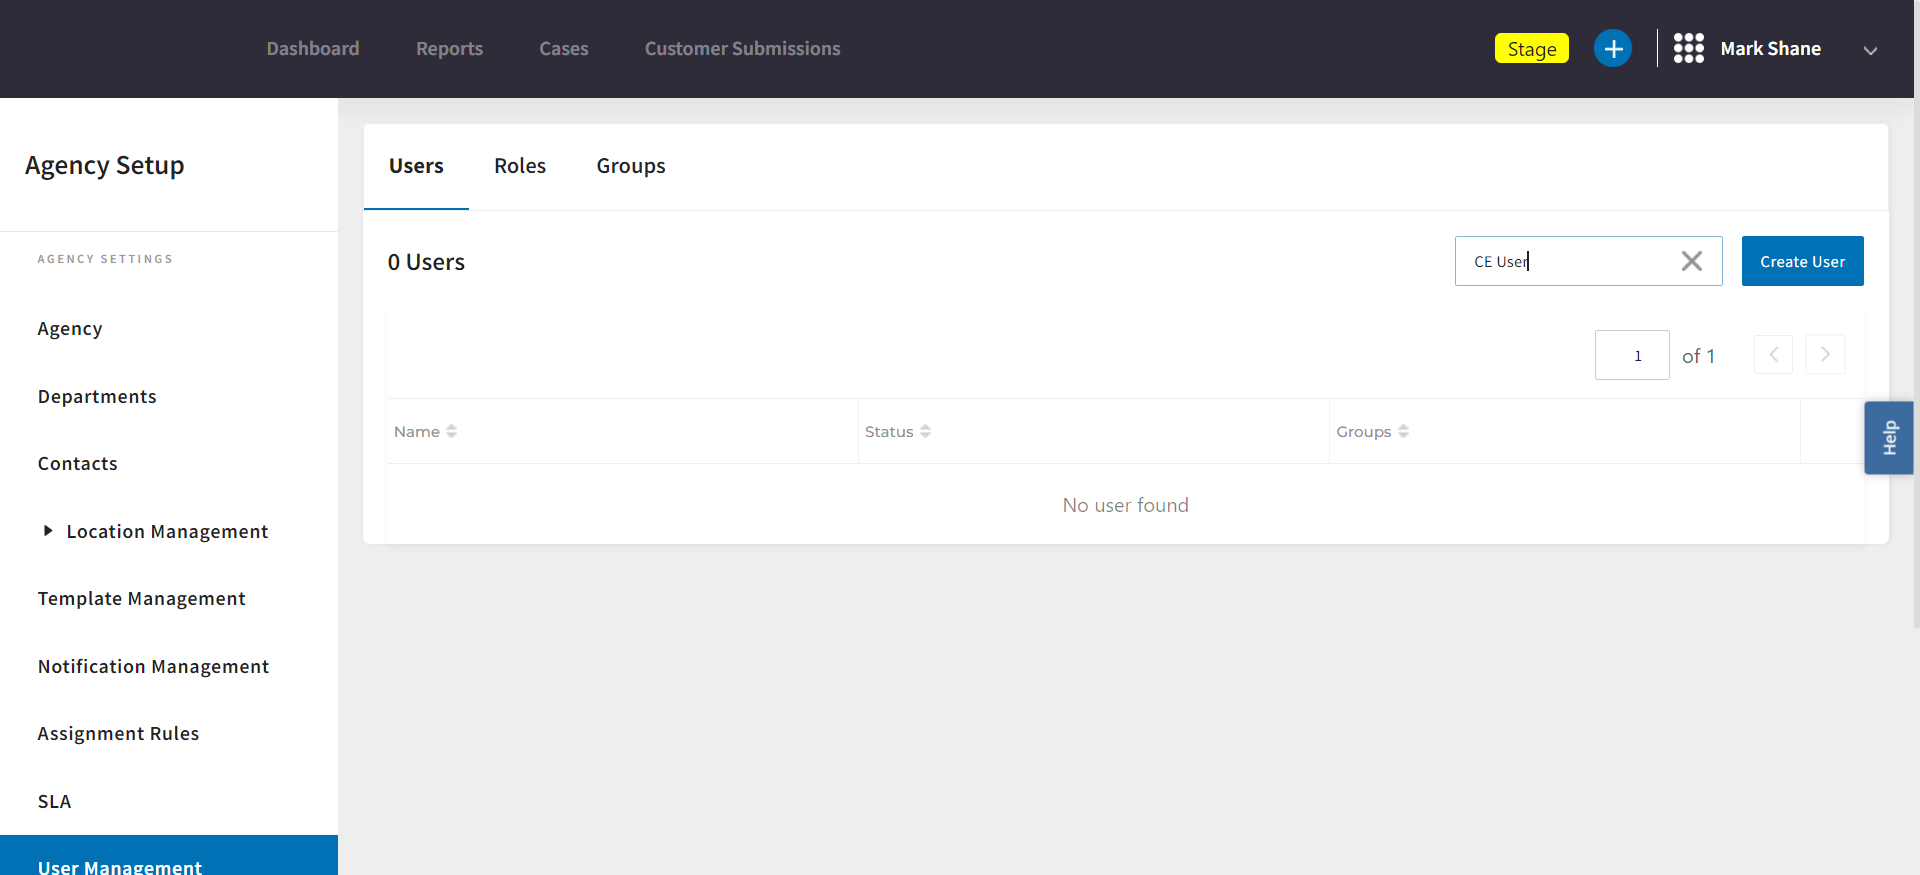 Dashboard
Reports
Cases
Customer Submissions
Stage
Mark Shane
Agency Setup
AGENCY SETTINGS
Agency
Departments
Contacts
Location Management
Template Management
Notification Management
Assignment Rules
SLA
User Management
Users
Roles
Groups
0 Users
CE User
Create User
1
of 1
Name
Status
Groups
No user found
Help